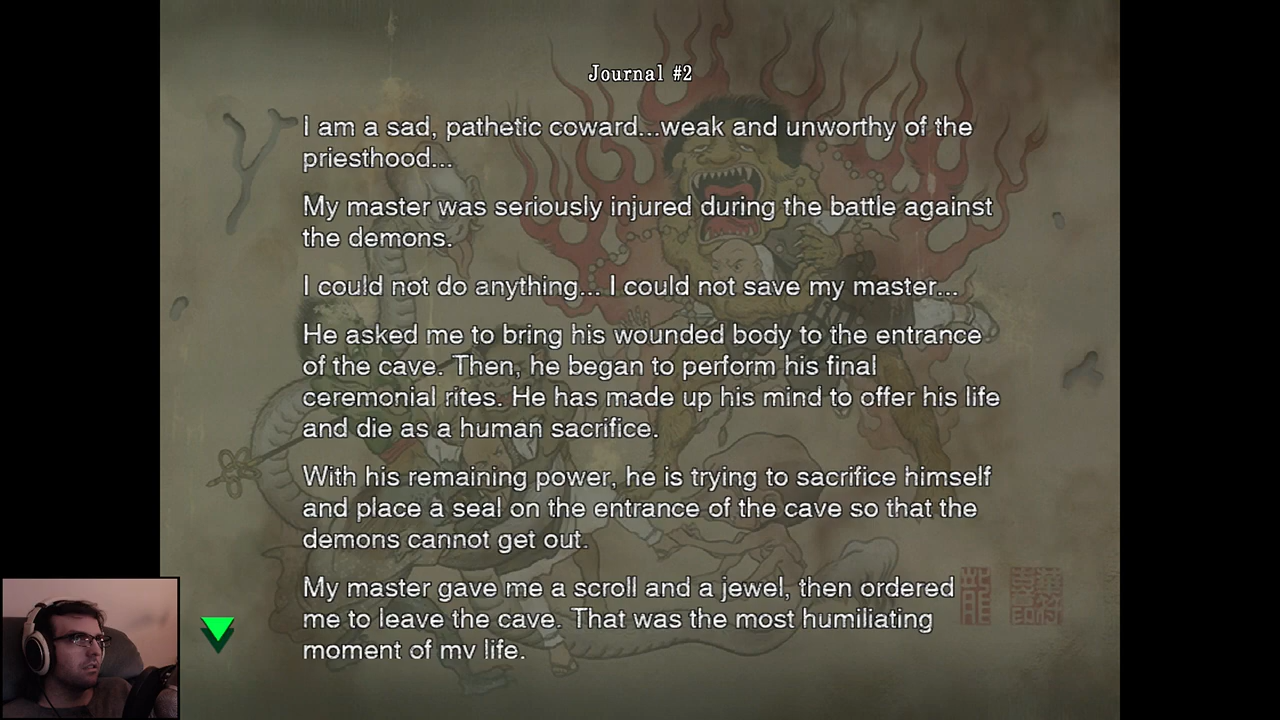 Journal #2
I am a sad, pathetic coward...weak and unworthy of the
priesthood...
My master was seriously injured during the battle against
the demons.
I could not do anything... I could not save my master...
He asked me to bring his wounded body to the entrance
of the cave. Then, he began to perform his final
ceremonial rites. He has made up his mind to offer his life
and die as a human sacrifice.
With his remaining power, he is trying to sacrifice himself
and place a seal on the entrance of the cave so that the
demons cannot get out.
My master gave me a scroll and a jewel, then ordered
me to leave the cave. That was the most humiliating
moment of my life.